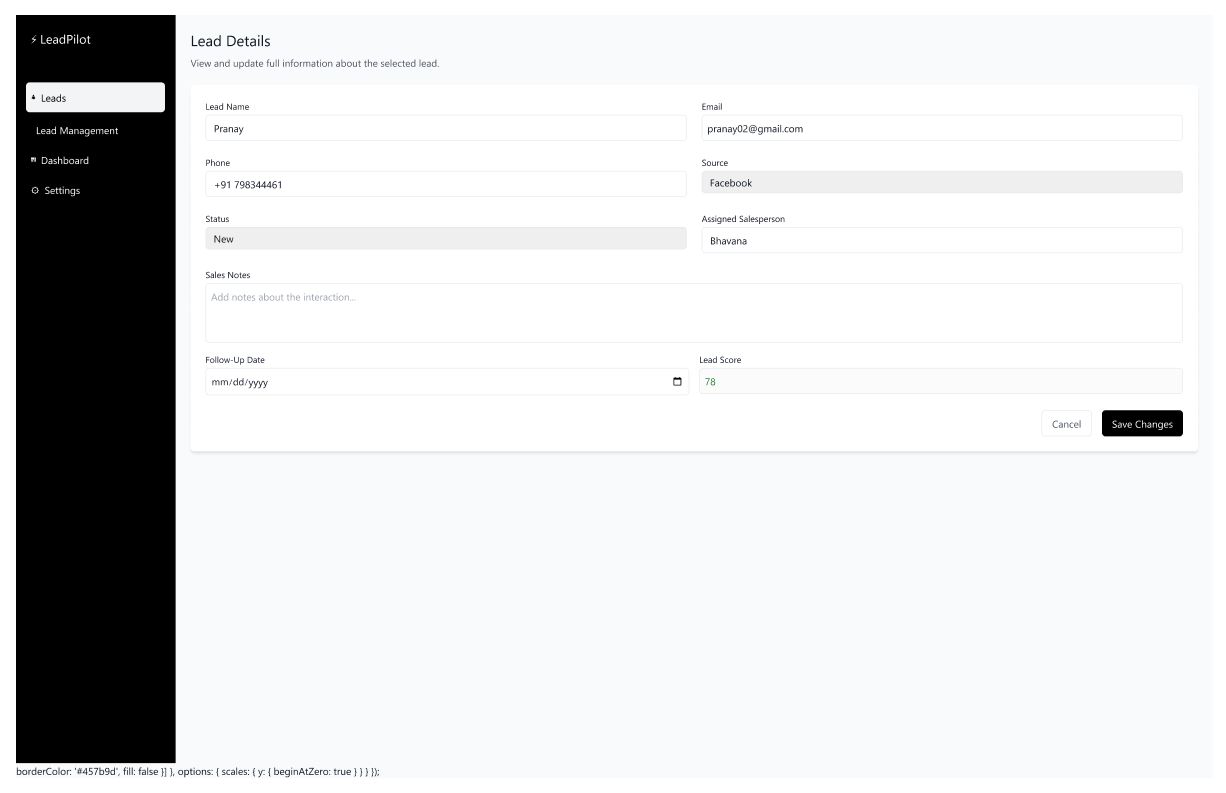 ⚡ LeadPilot
Leads
Lead Management
Dashboard
⚙ Settings
Lead Details
View and update full information about the selected lead.
Lead Name
Email
Pranay
pranay02@gmail.com
Phone
Source
+91 798344461
Facebook
Status
Assigned Salesperson
New
Bhavana
Sales Notes
Add notes about the interaction...
Follow-Up Date
Lead Score
mm/dd/yyyy
78
Cancel
Save Changes
borderColor: '#457b9d', fill: false }] }, options: { scales: { y: { beginAtZero: true } } } });